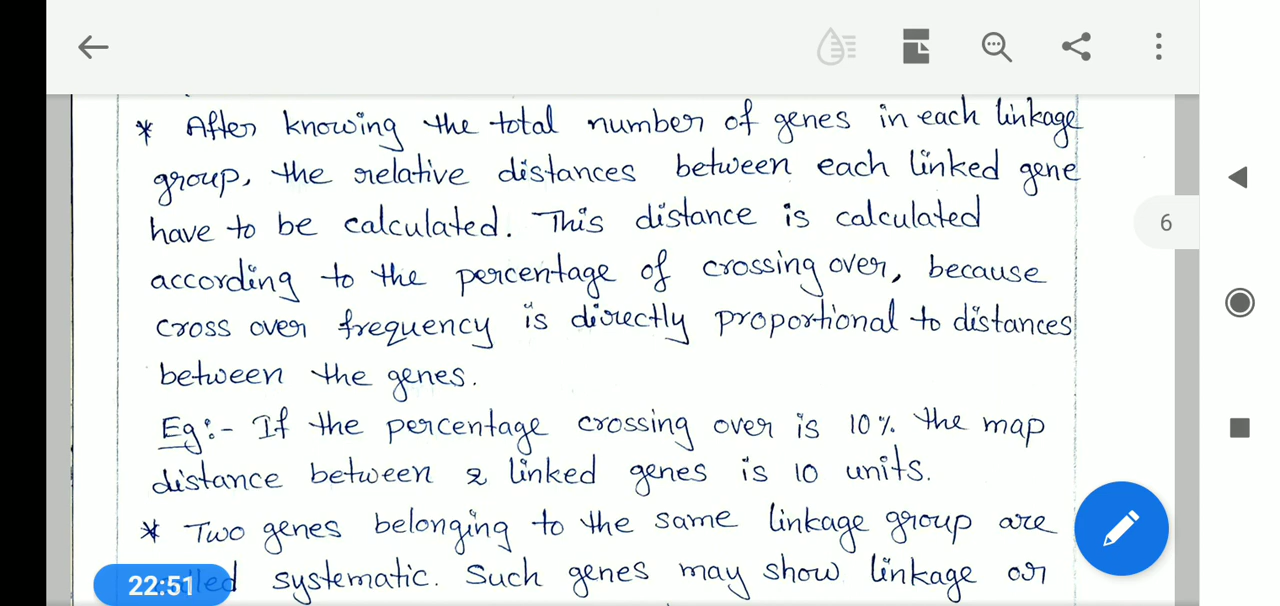 * After knowing the total number of genes in each linkage
group, the relative distances between each linked gene
have to be calculated. This distance is calculated
according to the percentage of crossing over, because
cross over frequency is directly proportional to distances
between the genes.
Eg:- If the percentage crossing over is 10% the map
distance between 2 linked genes is 10 units.
* Two genes belonging to the same linkage group are
systematic. Such genes may show linkage or
6
22:51